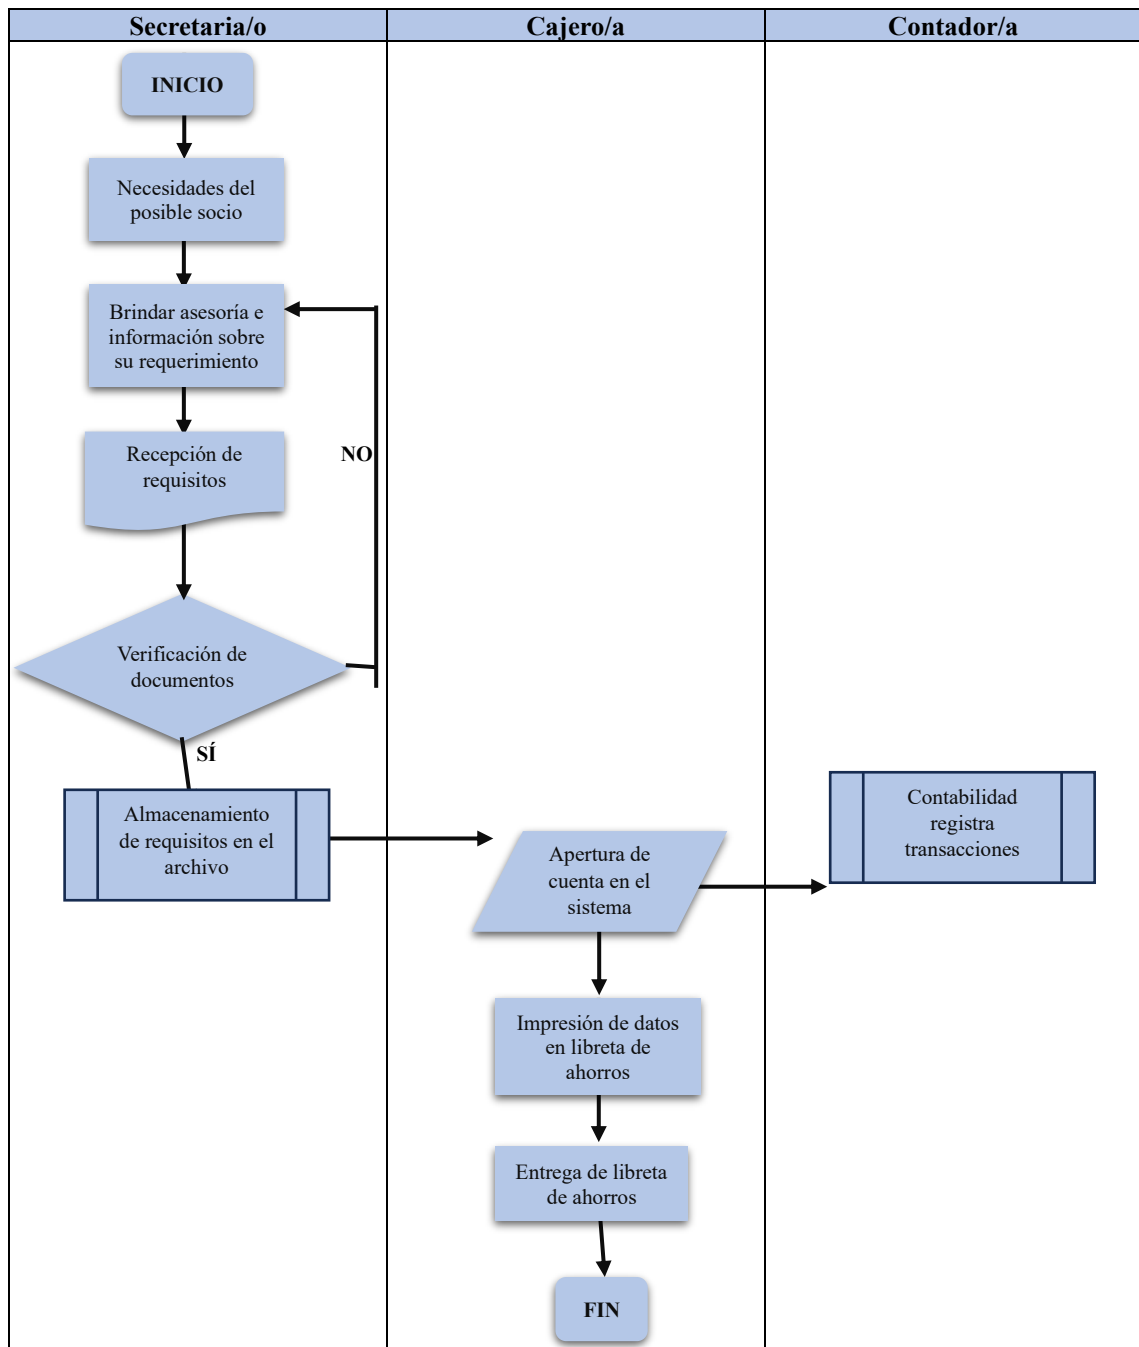 Secretaria/o
Cajero/a
Contador/a
INICIO
Necesidades del
posible socio
Brindar asesoría e
información sobre
su requerimiento
Recepción de
requisitos
NO
Verificación de
documentos
SÍ
Almacenamiento
de requisitos en el
archivo
Apertura de
cuenta en el
sistema
Contabilidad
registra
transacciones
Impresión de datos
en libreta de
ahorros
Entrega de libreta
de ahorros
FIN